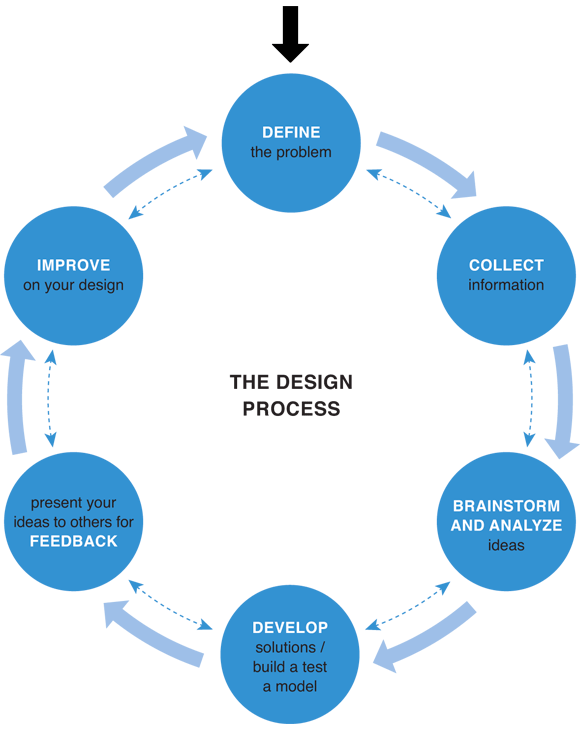 DEFINE
the problem
COLLECT
information
BRAINSTORM
AND ANALYZE
ideas
DEVELOP
solutions /
build a test
a model
present your
ideas to others for
FEEDBACK
IMPROVE
on your design
THE DESIGN
PROCESS